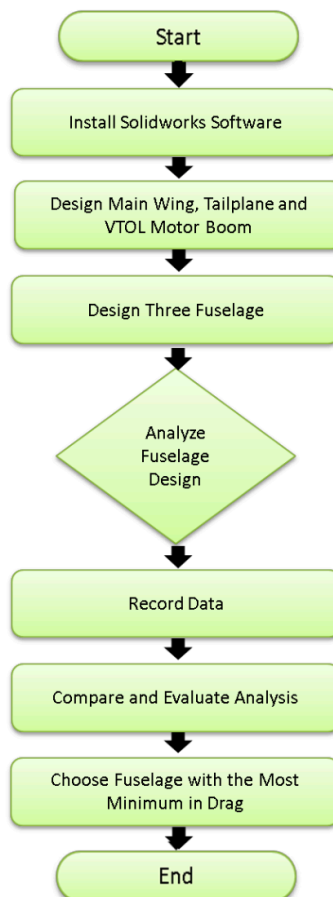 Start
Install Solidworks Software
Design Main Wing, Tailplane and
VTOL Motor Boom
Design Three Fuselage
Analyze
Fuselage
Design
Record Data
Compare and Evaluate Analysis
Choose Fuselage with the Most
Minimum in Drag
End